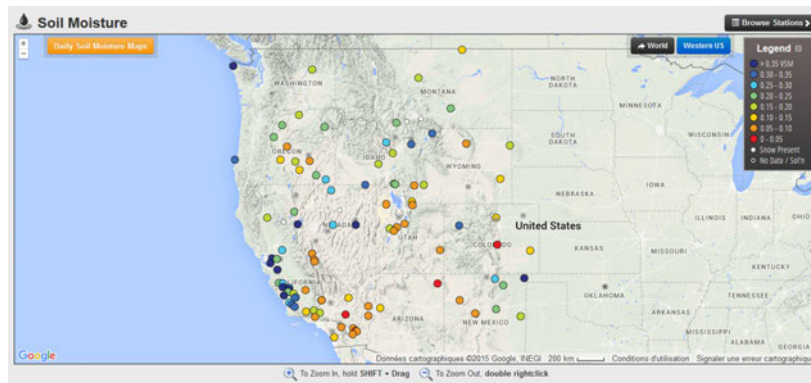 Soil Moisture
Browse Stations
+
-
Daily Soil Moisture Maps
World
Western US
Legend
> 0.35 VSM
0.30 - 0.35
0.25 - 0.30
0.20 - 0.25
0.15 - 0.20
0.10 - 0.15
0.05 - 0.10
0 - 0.05
Snow Present
No Data / Sol'n
WASHINGTON
MONTANA
NORTH
DAKOTA
MINNESOTA
OREGON
IDAHO
SOUTH
DAKOTA
WISCONSIN
WYOMING
NEBRASKA
IOWA
ILLINOIS
INDIANA
OHIO
NEVADA
UTAH
COLORADO
United States
KANSAS
MISSOURI
KENTUCKY
CALIFORNIA
OKLAHOMA
TENNESSEE
ARIZONA
NEW MEXICO
ARKANSAS
MISSISSIPPI
ALABAMA
GEORGIA
Google
Données cartographiques ©2015 Google, INEGI
200 km
Conditions d'utilisation
Signaler une erreur cartographique
To Zoom In, hold SHIFT + Drag
To Zoom Out, double rightclick